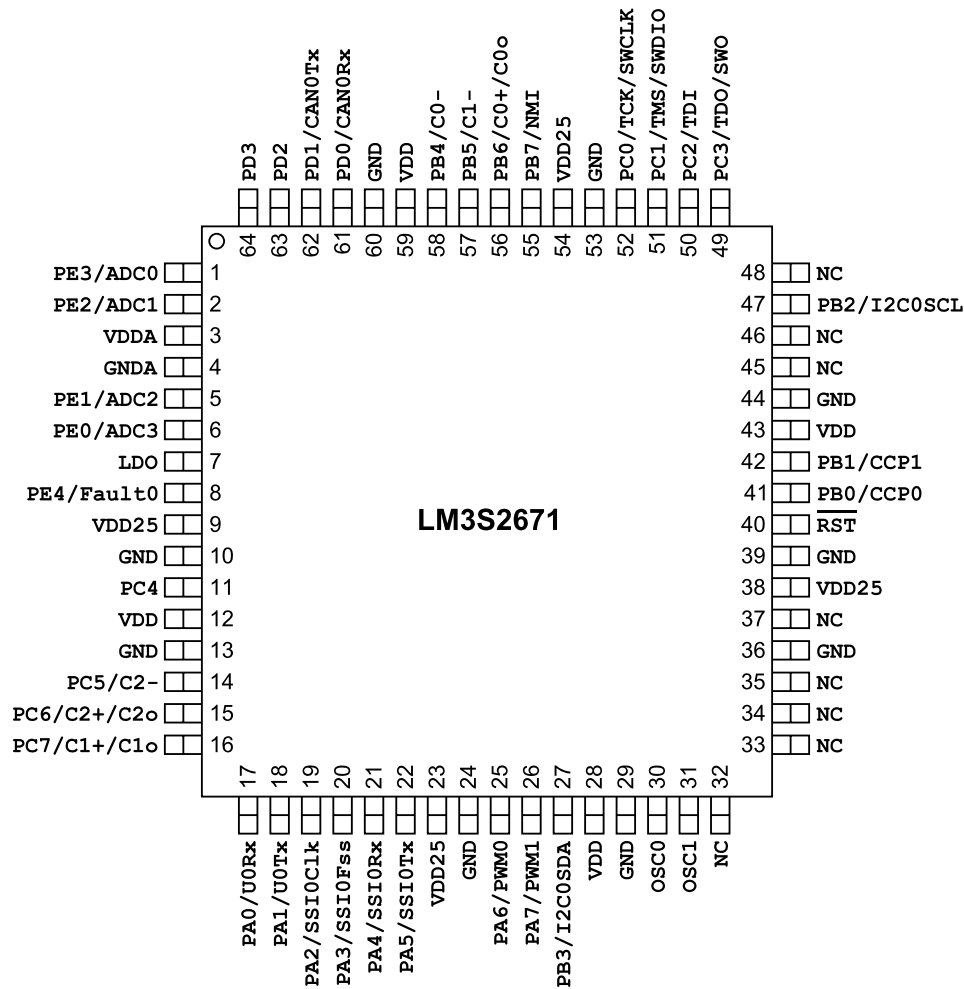 PD3
PD2
PD1/CAN0Tx
PD0/CAN0Rx
GND
VDD
PB4/C0-
PB5/C1-
PB6/C0+/C0o
PB7/NMI
VDD25
GND
PC0/TCK/SWCLK
PC1/TMS/SWDIO
PC2/TDI
PC3/TDO/SWO
64 63 62 61 60 59 58 57 56 55 54 53 52 51 50 49
PE3/ADC0 1
PE2/ADC1 2
VDDA 3
GNDA 4
PE1/ADC2 5
PE0/ADC3 6
LDO 7
PE4/Fault0 8
VDD25 9
GND 10
PC4 11
VDD 12
GND 13
PC5/C2- 14
PC6/C2+/C2o 15
PC7/C1+/C1o 16
LM3S2671
48 NC
47 PB2/I2C0SCL
46 NC
45 NC
44 GND
43 VDD
42 PB1/CCP1
41 PB0/CCP0
40 RST
39 GND
38 VDD25
37 NC
36 GND
35 NC
34 NC
33 NC
17 18 19 20 21 22 23 24 25 26 27 28 29 30 31 32
PA0/U0Rx
PA1/U0Tx
PA2/SSI0Clk
PA3/SSI0Fss
PA4/SSI0Rx
PA5/SSI0Tx
VDD25
GND
PA6/PWM0
PA7/PWM1
PB3/I2C0SDA
VDD
GND
OSC0
OSC1
NC